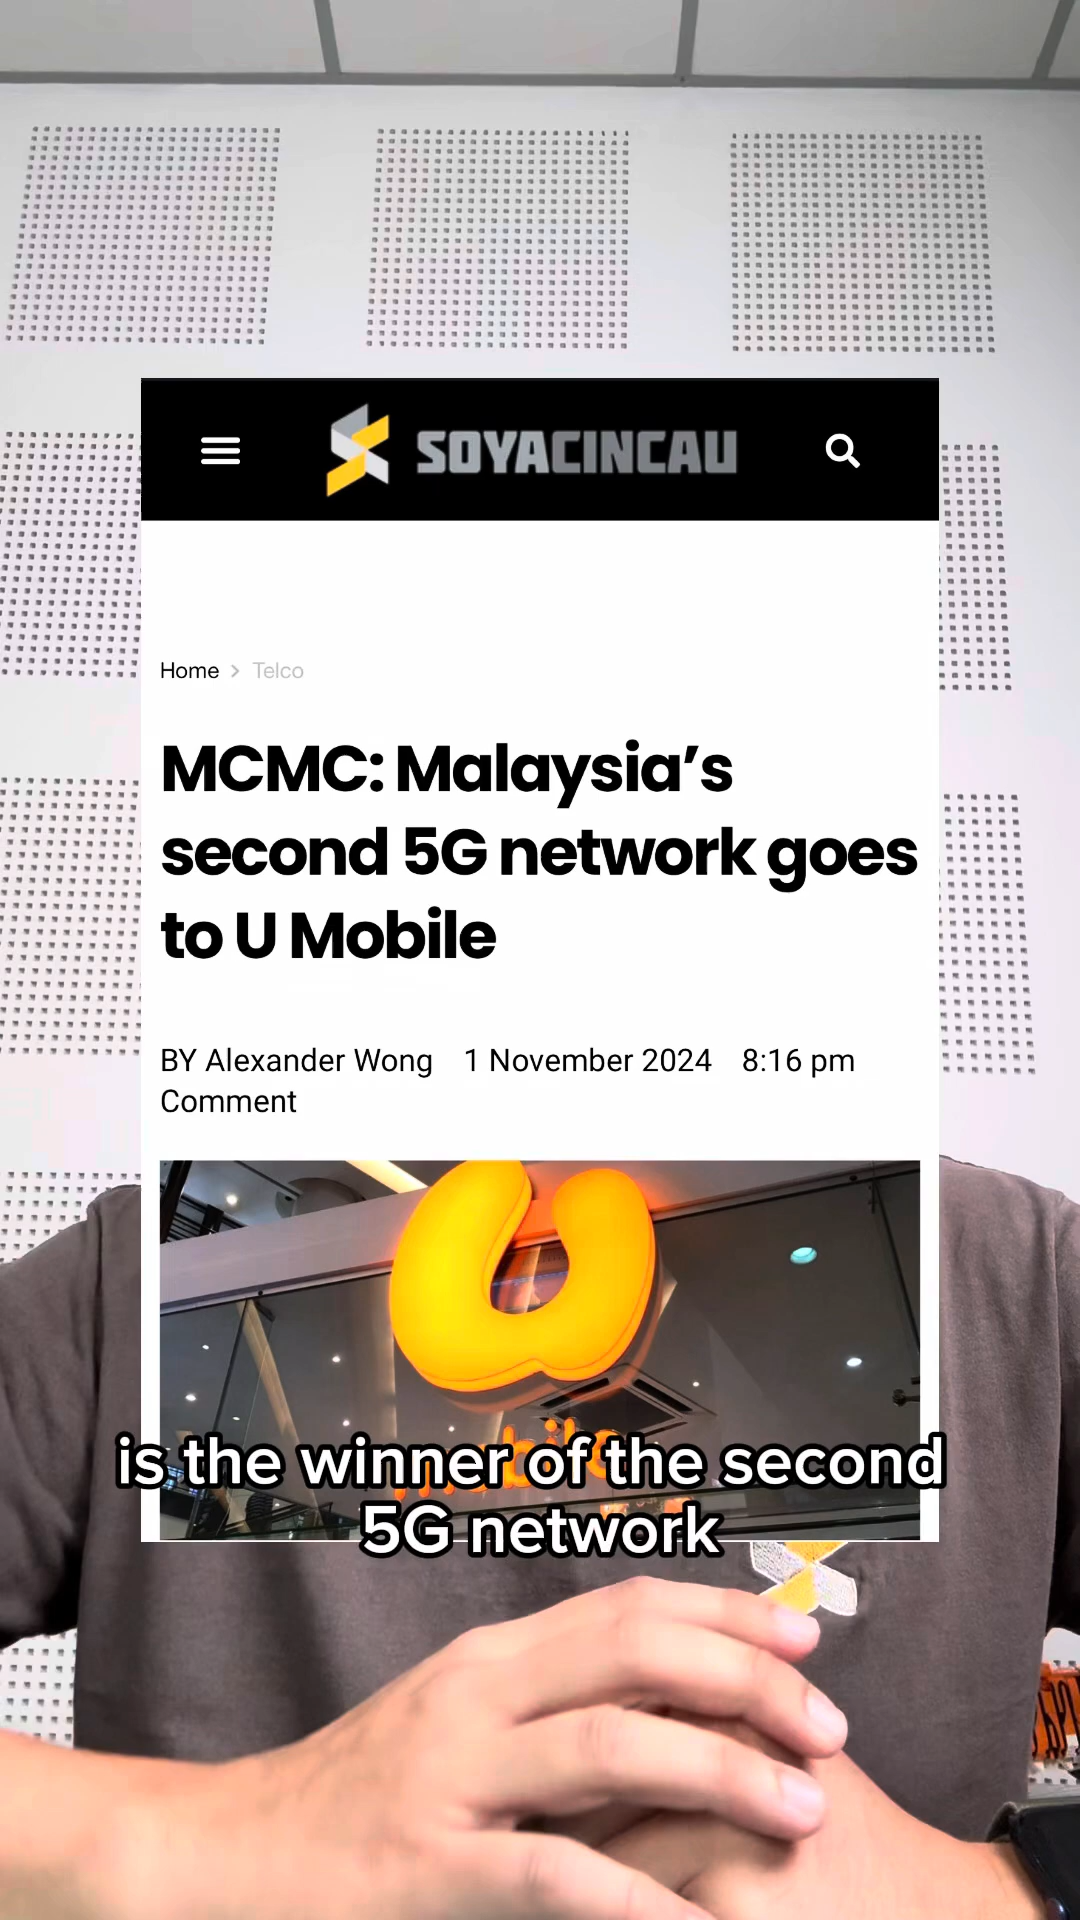 SOYACINCAU
Home > Telco
MCMC: Malaysia’s
second 5G network goes
to U Mobile
BY Alexander Wong 1 November 2024 8:16 pm
Comment
U
mobile
is the winner of the second
5G network